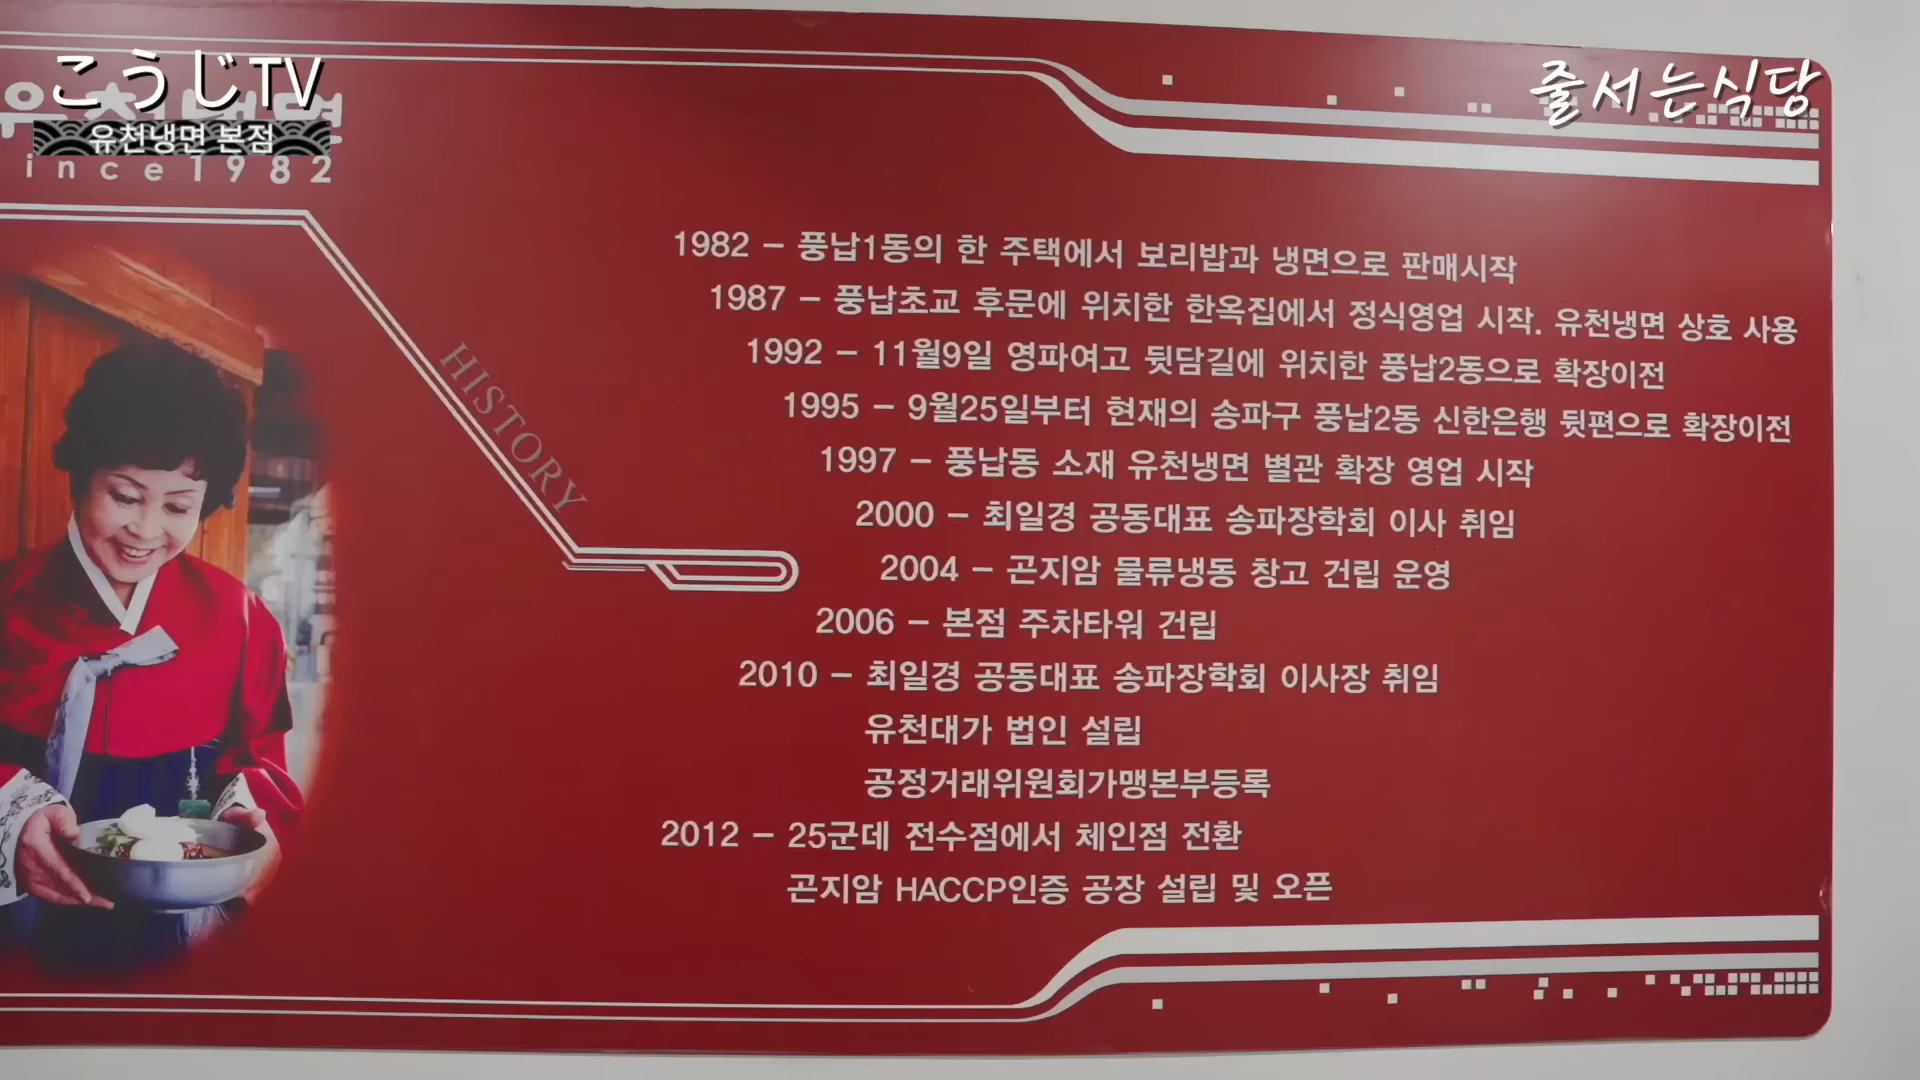 こうじTV
유천냉면 본점
since1982
줄서는식당
HISTORY
1982 – 풍납1동의 한 주택에서 보리밥과 냉면으로 판매시작
1987 – 풍납초교 후문에 위치한 한옥집에서 정식영업 시작. 유천냉면 상호 사용
1992 – 11월9일 영파여고 뒷담길에 위치한 풍납2동으로 확장이전
1995 – 9월25일부터 현재의 송파구 풍납2동 신한은행 뒷편으로 확장이전
1997 – 풍납동 소재 유천냉면 별관 확장 영업 시작
2000 – 최일경 공동대표 송파장학회 이사 취임
2004 – 곤지암 물류냉동 창고 건립 운영
2006 – 본점 주차타워 건립
2010 – 최일경 공동대표 송파장학회 이사장 취임
유천대가 법인 설립
공정거래위원회가맹본부등록
2012 – 25군데 전수점에서 체인점 전환
곤지암 HACCP인증 공장 설립 및 오픈